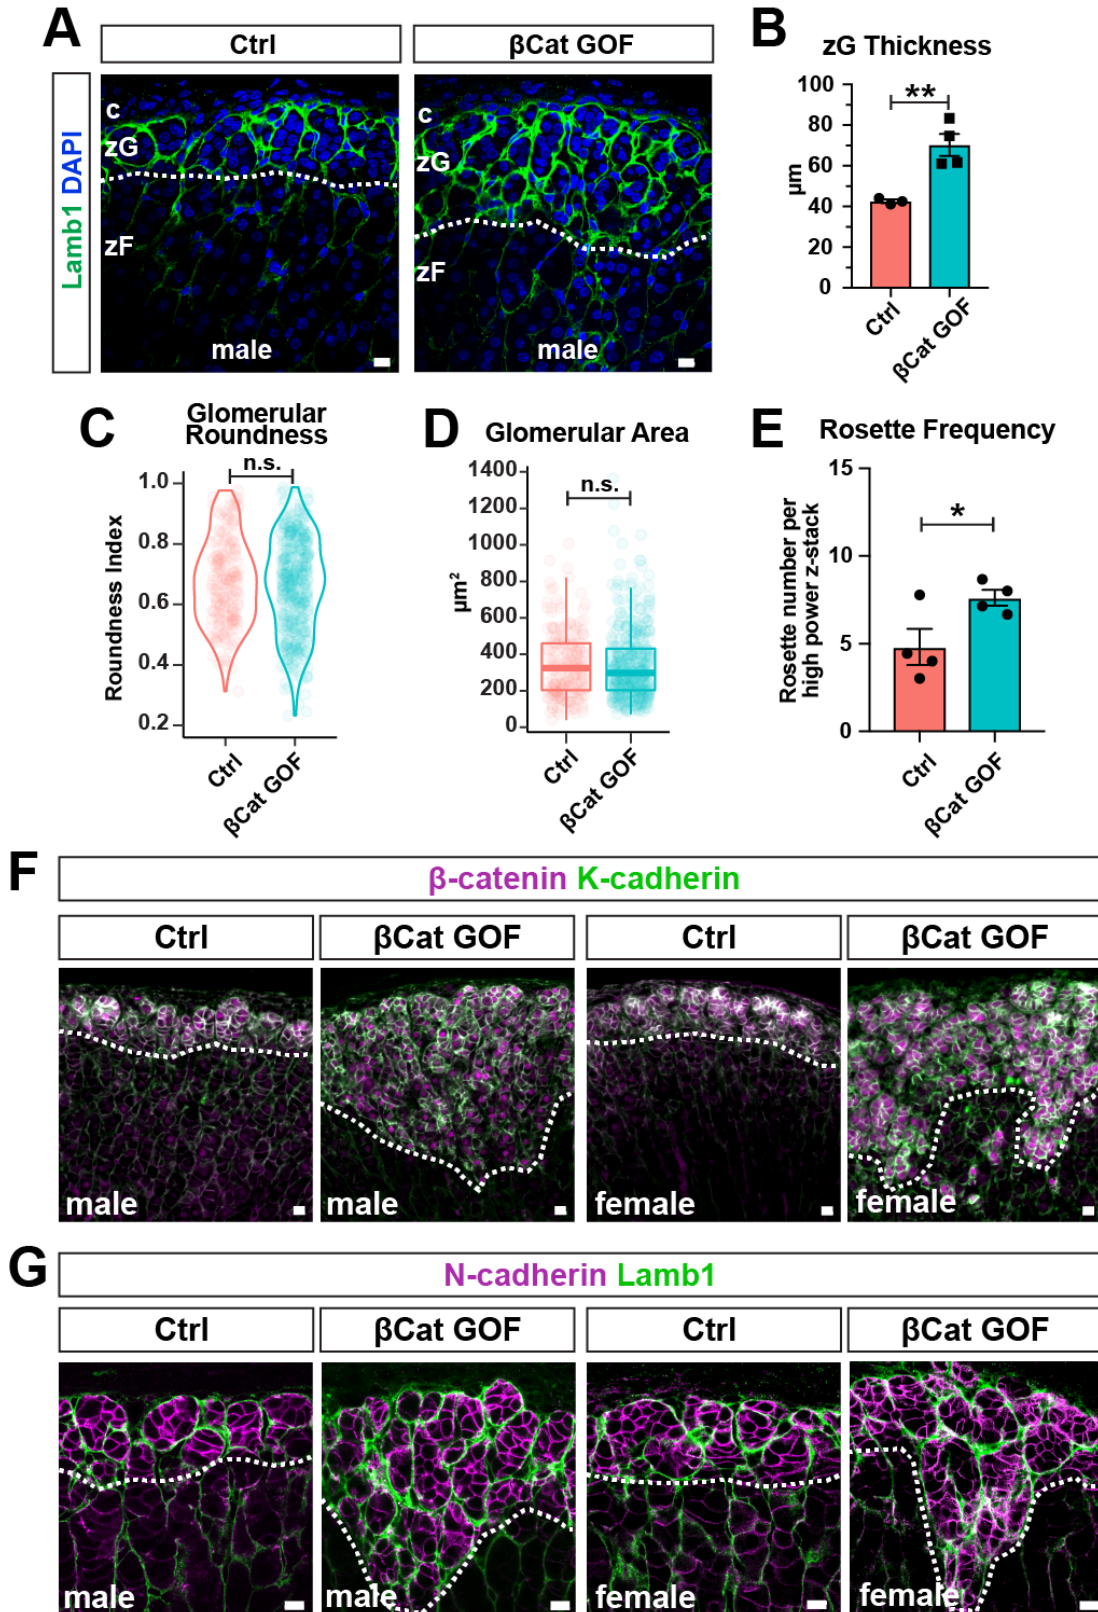 A
Ctrl
βCat GOF
Lamb1 DAPI
c
zG
zF
male
c
zG
zF
male
B
zG Thickness
µm
100
80
60
40
20
0
**
Ctrl
βCat GOF
C
Glomerular
Roundness
Roundness Index
1.0
0.8
0.6
0.4
0.2
n.s.
Ctrl
βCat GOF
D
Glomerular Area
µm²
1400
1200
1000
800
600
400
200
0
n.s.
Ctrl
βCat GOF
E
Rosette Frequency
Rosette number per
high power z-stack
15
10
5
0
*
Ctrl
βCat GOF
F
β-catenin K-cadherin
Ctrl
βCat GOF
Ctrl
βCat GOF
male
male
female
female
G
N-cadherin Lamb1
Ctrl
βCat GOF
Ctrl
βCat GOF
male
male
female
female